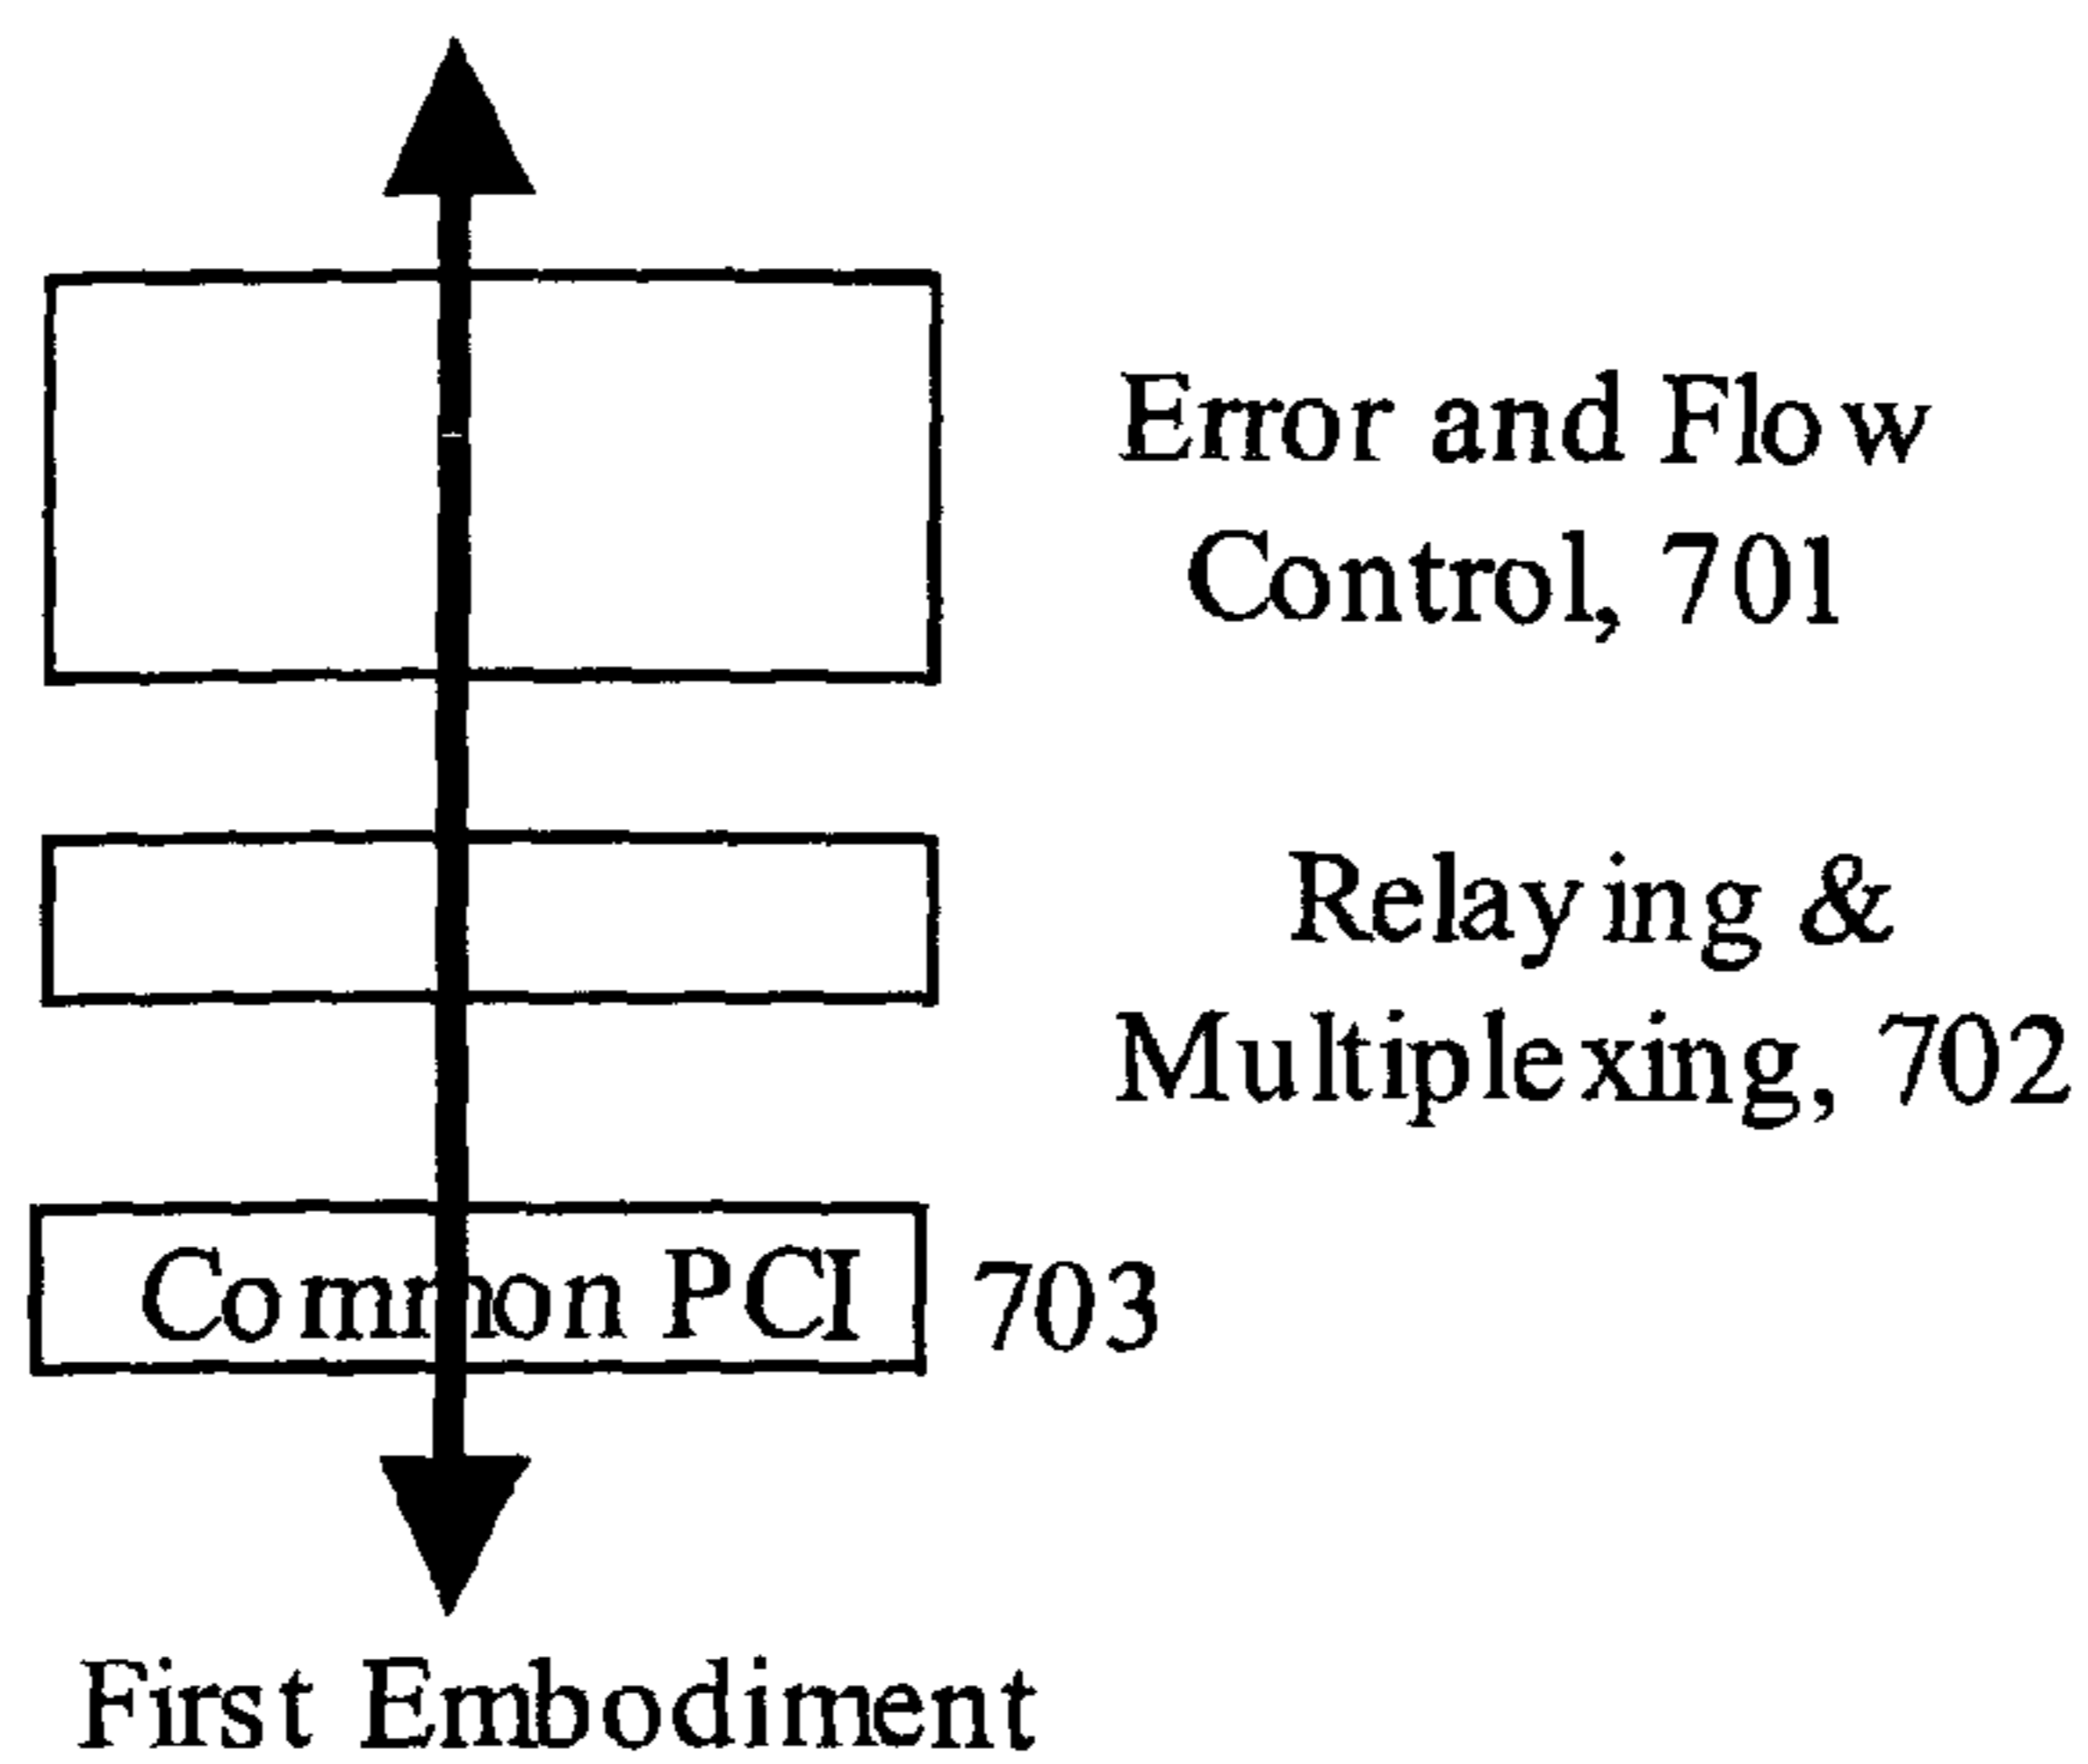 Error and Flow
Control, 701
Relaying &
Multiplexing, 702
Common PCI 703
First Embodiment